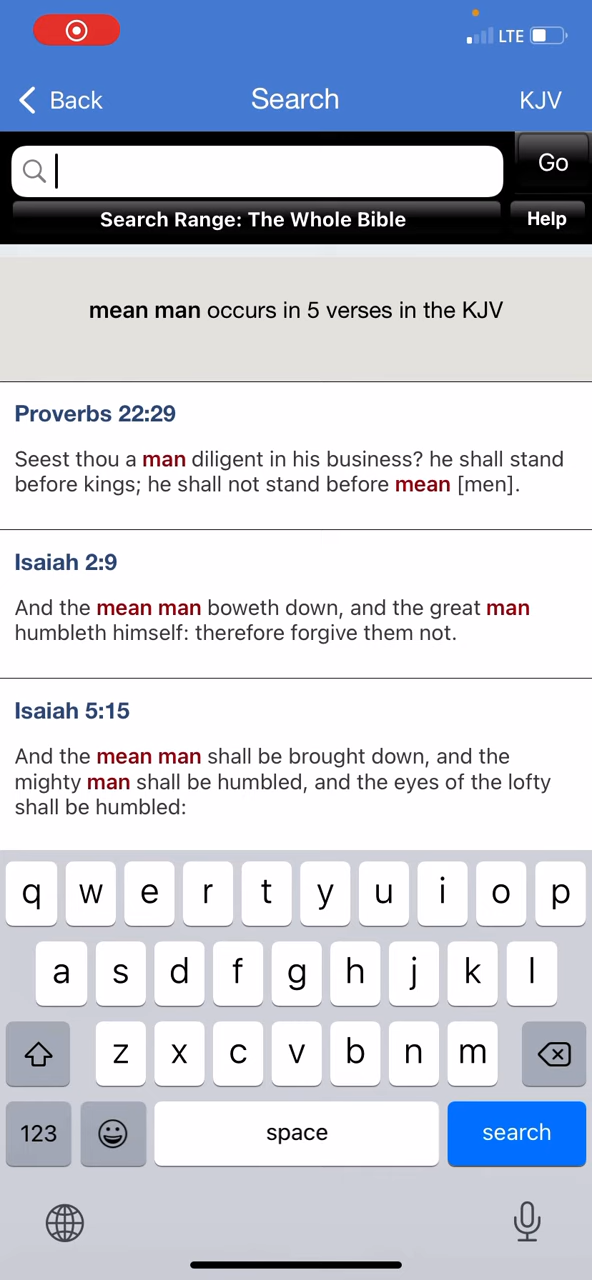 LTE
Back
Search
KJV
Go
Search Range: The Whole Bible
Help
mean man occurs in 5 verses in the KJV
Proverbs 22:29
Seest thou a man diligent in his business? he shall stand
before kings; he shall not stand before mean [men].
Isaiah 2:9
And the mean man boweth down, and the great man
humbleth himself: therefore forgive them not.
Isaiah 5:15
And the mean man shall be brought down, and the
mighty man shall be humbled, and the eyes of the lofty
shall be humbled:
q w e r t y u i o p
a s d f g h j k l
z x c v b n m
123
space
search